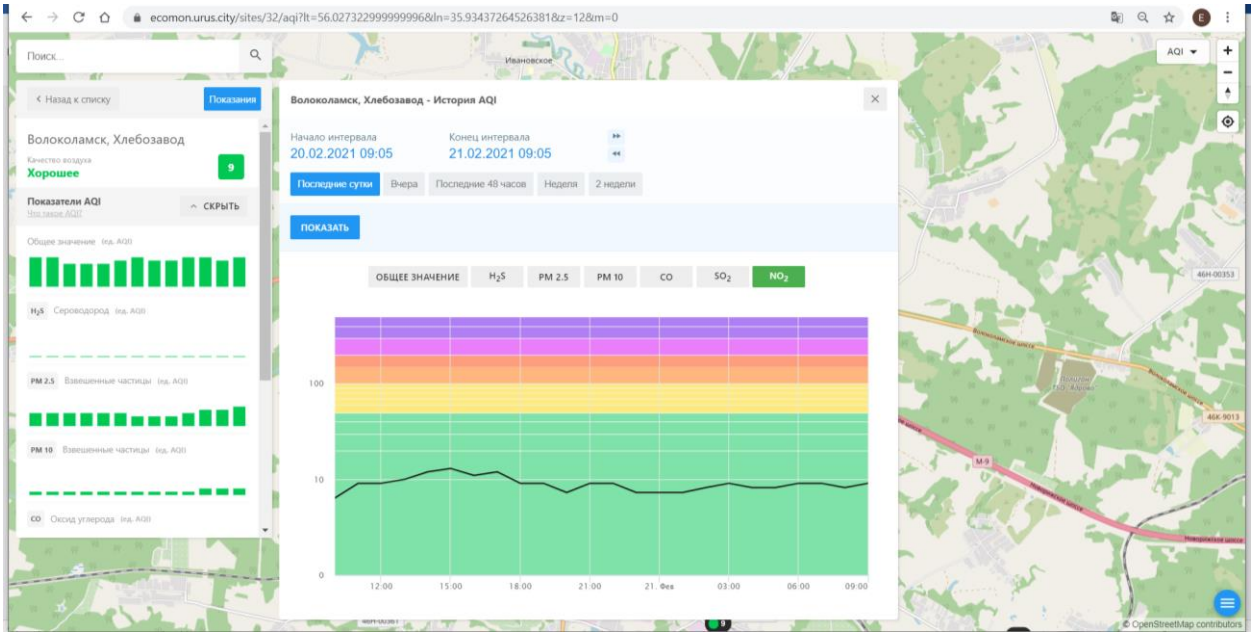 ecomon.urus.city/sites/32/aqi?lt=56.027322999999996&ln=35.93437264526381&z=12&m=0
E
Поиск...
Ивановское
AQI
+
−
Назад к списку
Показания
Волоколамск, Хлебозавод - История AQI
Волоколамск, Хлебозавод
Качество воздуха
Хорошее
9
Начало интервала Конец интервала
20.02.2021 09:05 21.02.2021 09:05
Последние сутки Вчера Последние 48 часов Неделя 2 недели
Показатели AQI
Что такое AQI?
СКРЫТЬ
ПОКАЗАТЬ
Общее значение (ед. AQI)
ОБЩЕЕ ЗНАЧЕНИЕ H₂S PM 2.5 PM 10 CO SO₂ NO₂
H₂S Сероводород (ед. AQI)
PM 2.5 Взвешенные частицы (ед. AQI)
PM 10 Взвешенные частицы (ед. AQI)
CO Оксид углерода (ед. AQI)
100
10
0
12:00 15:00 18:00 21:00 21. Фев 03:00 06:00 09:00
46Н-00353
Волоколамское шоссе
46К-9013
М-9
Новорижское шоссе
9
© OpenStreetMap contributors